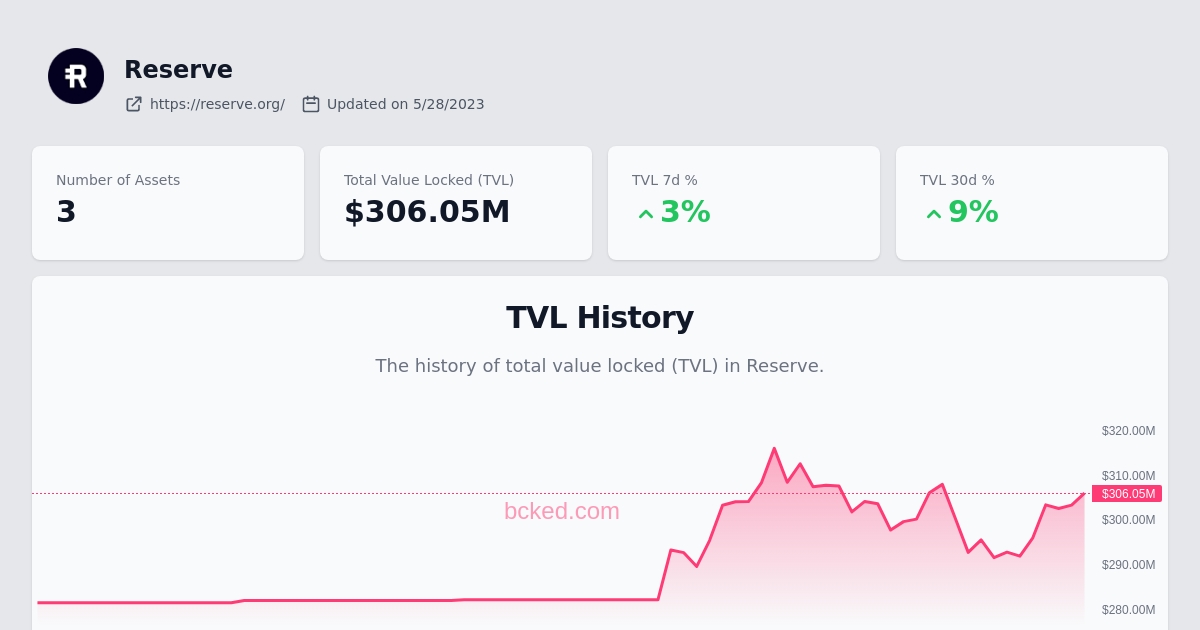 Reserve
https://reserve.org/ Updated on 5/28/2023
Number of Assets
3
Total Value Locked (TVL)
$306.05M
TVL 7d %
3%
TVL 30d %
9%
TVL History
The history of total value locked (TVL) in Reserve.
$320.00M
$310.00M
$306.05M
bcked.com
$300.00M
$290.00M
$280.00M